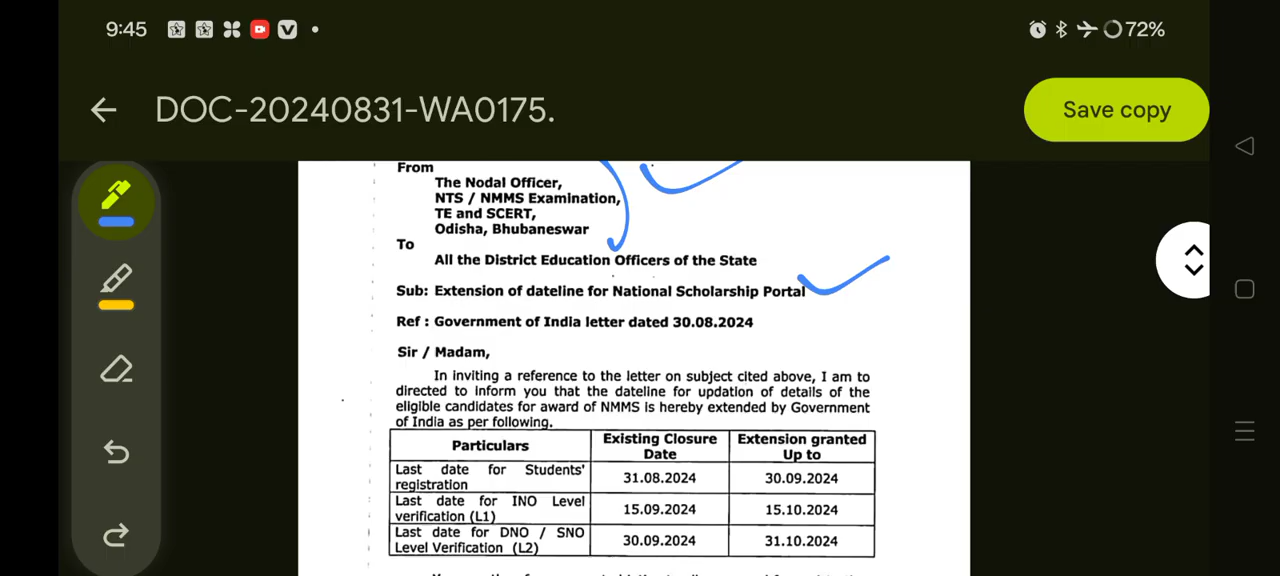 9:45
72%
DOC-20240831-WA0175.
Save copy
From
The Nodal Officer,
NTS / NMMS Examination,
TE and SCERT,
Odisha, Bhubaneswar
To
All the District Education Officers of the State
Sub: Extension of dateline for National Scholarship Portal
Ref : Government of India letter dated 30.08.2024
Sir / Madam,
In inviting a reference to the letter on subject cited above, I am to
directed to inform you that the dateline for updation of details of the
eligible candidates for award of NMMS is hereby extended by Government
of India as per following.
Particulars
Existing Closure
Date
Extension granted
Up to
Last date for Students'
registration
31.08.2024
30.09.2024
Last date for INO Level
verification (L1)
15.09.2024
15.10.2024
Last date for DNO / SNO
Level Verification (L2)
30.09.2024
31.10.2024